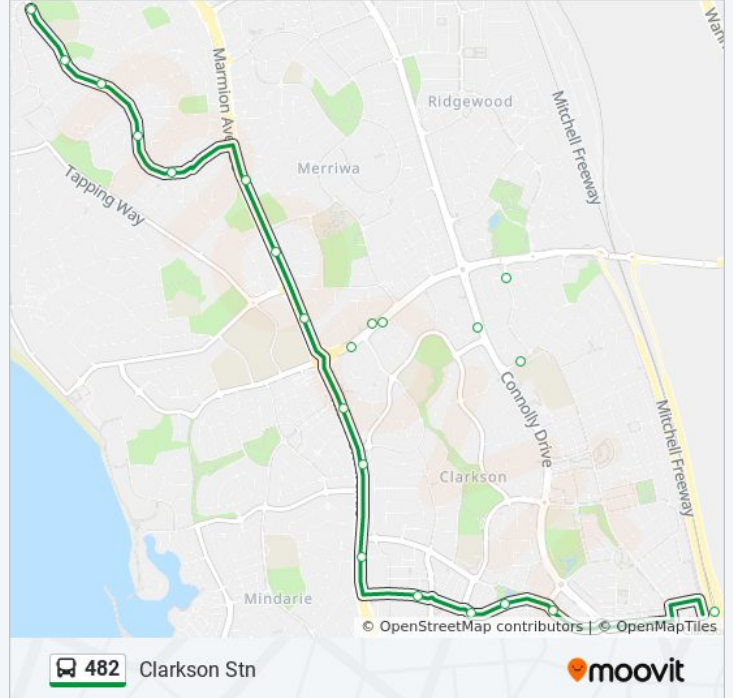 Wann
Marmion Ave
Ridgewood
Mitchell Freeway
Merriwa
Tapping Way
Connolly Drive
Mitchell Freeway
Clarkson
Mindarie
© OpenStreetMap contributors | © OpenMapTiles
482 Clarkson Stn
moovit